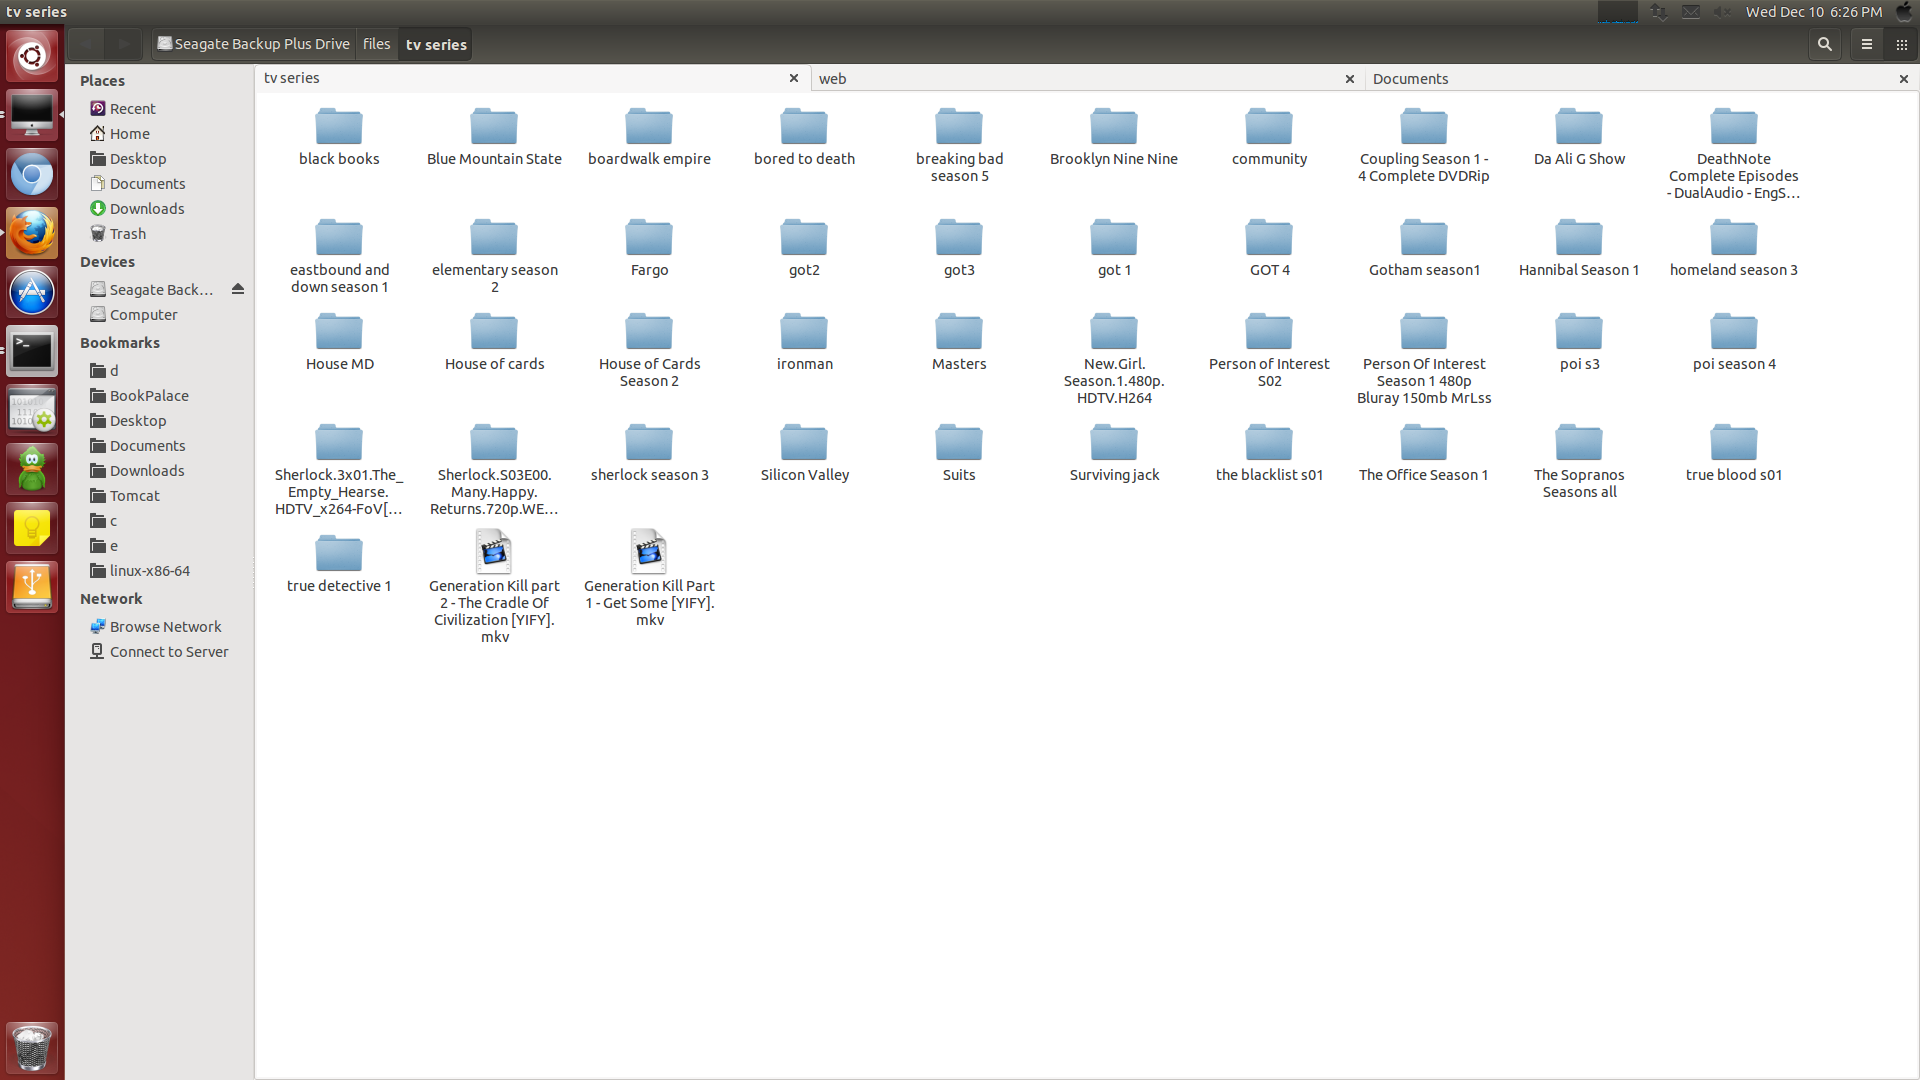 tv series
Wed Dec 10 6:26 PM
Seagate Backup Plus Drive
files
tv series
Places
Recent
Home
Desktop
Documents
Downloads
Trash
Devices
Seagate Back...
Computer
Bookmarks
d
BookPalace
Desktop
Documents
Downloads
Tomcat
c
e
linux-x86-64
Network
Browse Network
Connect to Server
tv series
web
Documents
black books
Blue Mountain State
boardwalk empire
bored to death
breaking bad
season 5
Brooklyn Nine Nine
community
Coupling Season 1 -
4 Complete DVDRip
Da Ali G Show
DeathNote
Complete Episodes
- DualAudio - EngS...
eastbound and
down season 1
elementary season
2
Fargo
got2
got3
got 1
GOT 4
Gotham season1
Hannibal Season 1
homeland season 3
House MD
House of cards
House of Cards
Season 2
ironman
Masters
New.Girl.
Season.1.480p.
HDTV.H264
Person of Interest
S02
Person Of Interest
Season 1 480p
Bluray 150mb MrLss
poi s3
poi season 4
Sherlock.3x01.The_
Empty_Hearse.
HDTV_x264-FoV[...
Sherlock.S03E00.
Many.Happy.
Returns.720p.WE...
sherlock season 3
Silicon Valley
Suits
Surviving jack
the blacklist s01
The Office Season 1
The Sopranos
Seasons all
true blood s01
true detective 1
Generation Kill part
2 - The Cradle Of
Civilization [YIFY].
mkv
Generation Kill Part
1 - Get Some [YIFY].
mkv